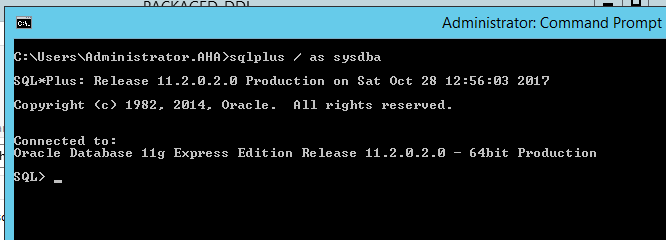 PACKAGED_DDL
Administrator: Command Prompt
C:\Users\Administrator.AHA>sqlplus / as sysdba
SQL*Plus: Release 11.2.0.2.0 Production on Sat Oct 28 12:56:03 2017
Copyright (c) 1982, 2014, Oracle.  All rights reserved.
Connected to:
Oracle Database 11g Express Edition Release 11.2.0.2.0 - 64bit Production
SQL> _